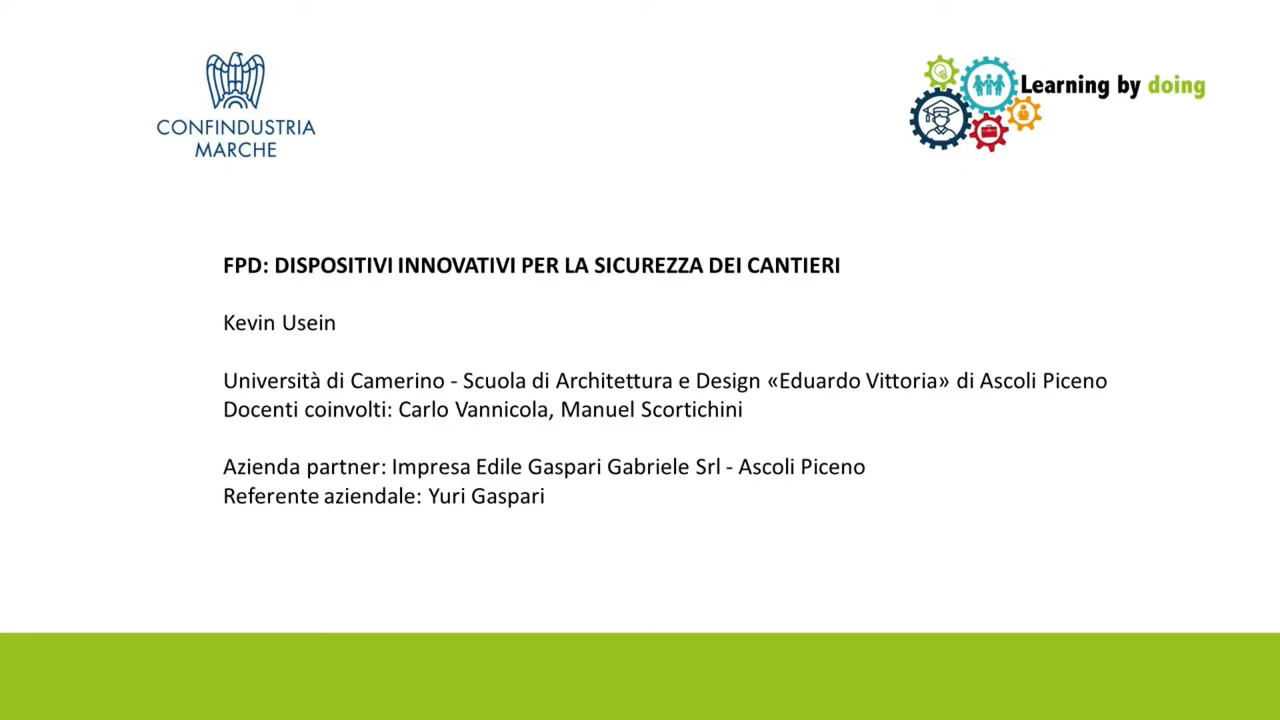 CONFINDUSTRIA
MARCHE
Learning by doing
FPD: DISPOSITIVI INNOVATIVI PER LA SICUREZZA DEI CANTIERI
Kevin Usein
Università di Camerino - Scuola di Architettura e Design «Eduardo Vittoria» di Ascoli Piceno
Docenti coinvolti: Carlo Vannicola, Manuel Scortichini
Azienda partner: Impresa Edile Gaspari Gabriele Srl - Ascoli Piceno
Referente aziendale: Yuri Gaspari